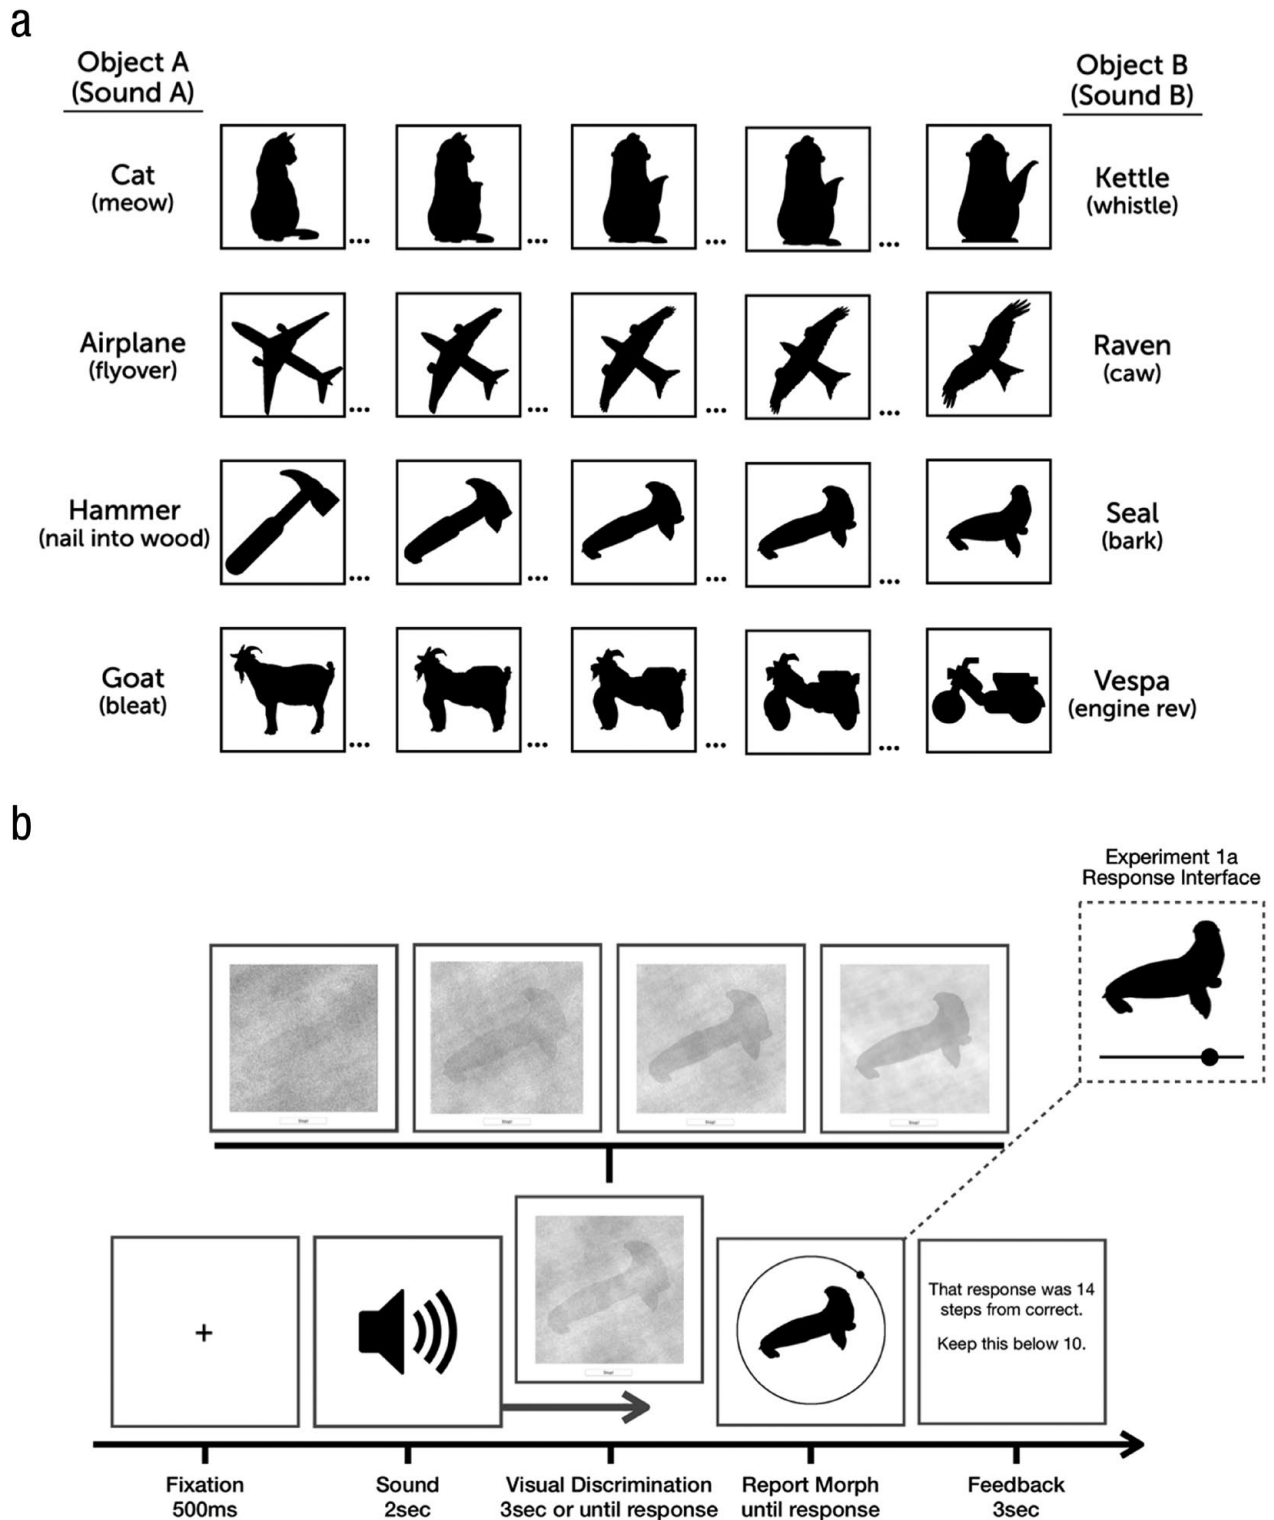 a
Object A
(Sound A)
Object B
(Sound B)
Cat
(meow)
...
...
...
...
Kettle
(whistle)
Airplane
(flyover)
...
...
...
...
Raven
(caw)
Hammer
(nail into wood)
...
...
...
...
Seal
(bark)
Goat
(bleat)
...
...
...
...
Vespa
(engine rev)
b
Experiment 1a
Response Interface
+
That response was 14
steps from correct.
Keep this below 10.
Fixation
500ms
Sound
2sec
Visual Discrimination
3sec or until response
Report Morph
until response
Feedback
3sec